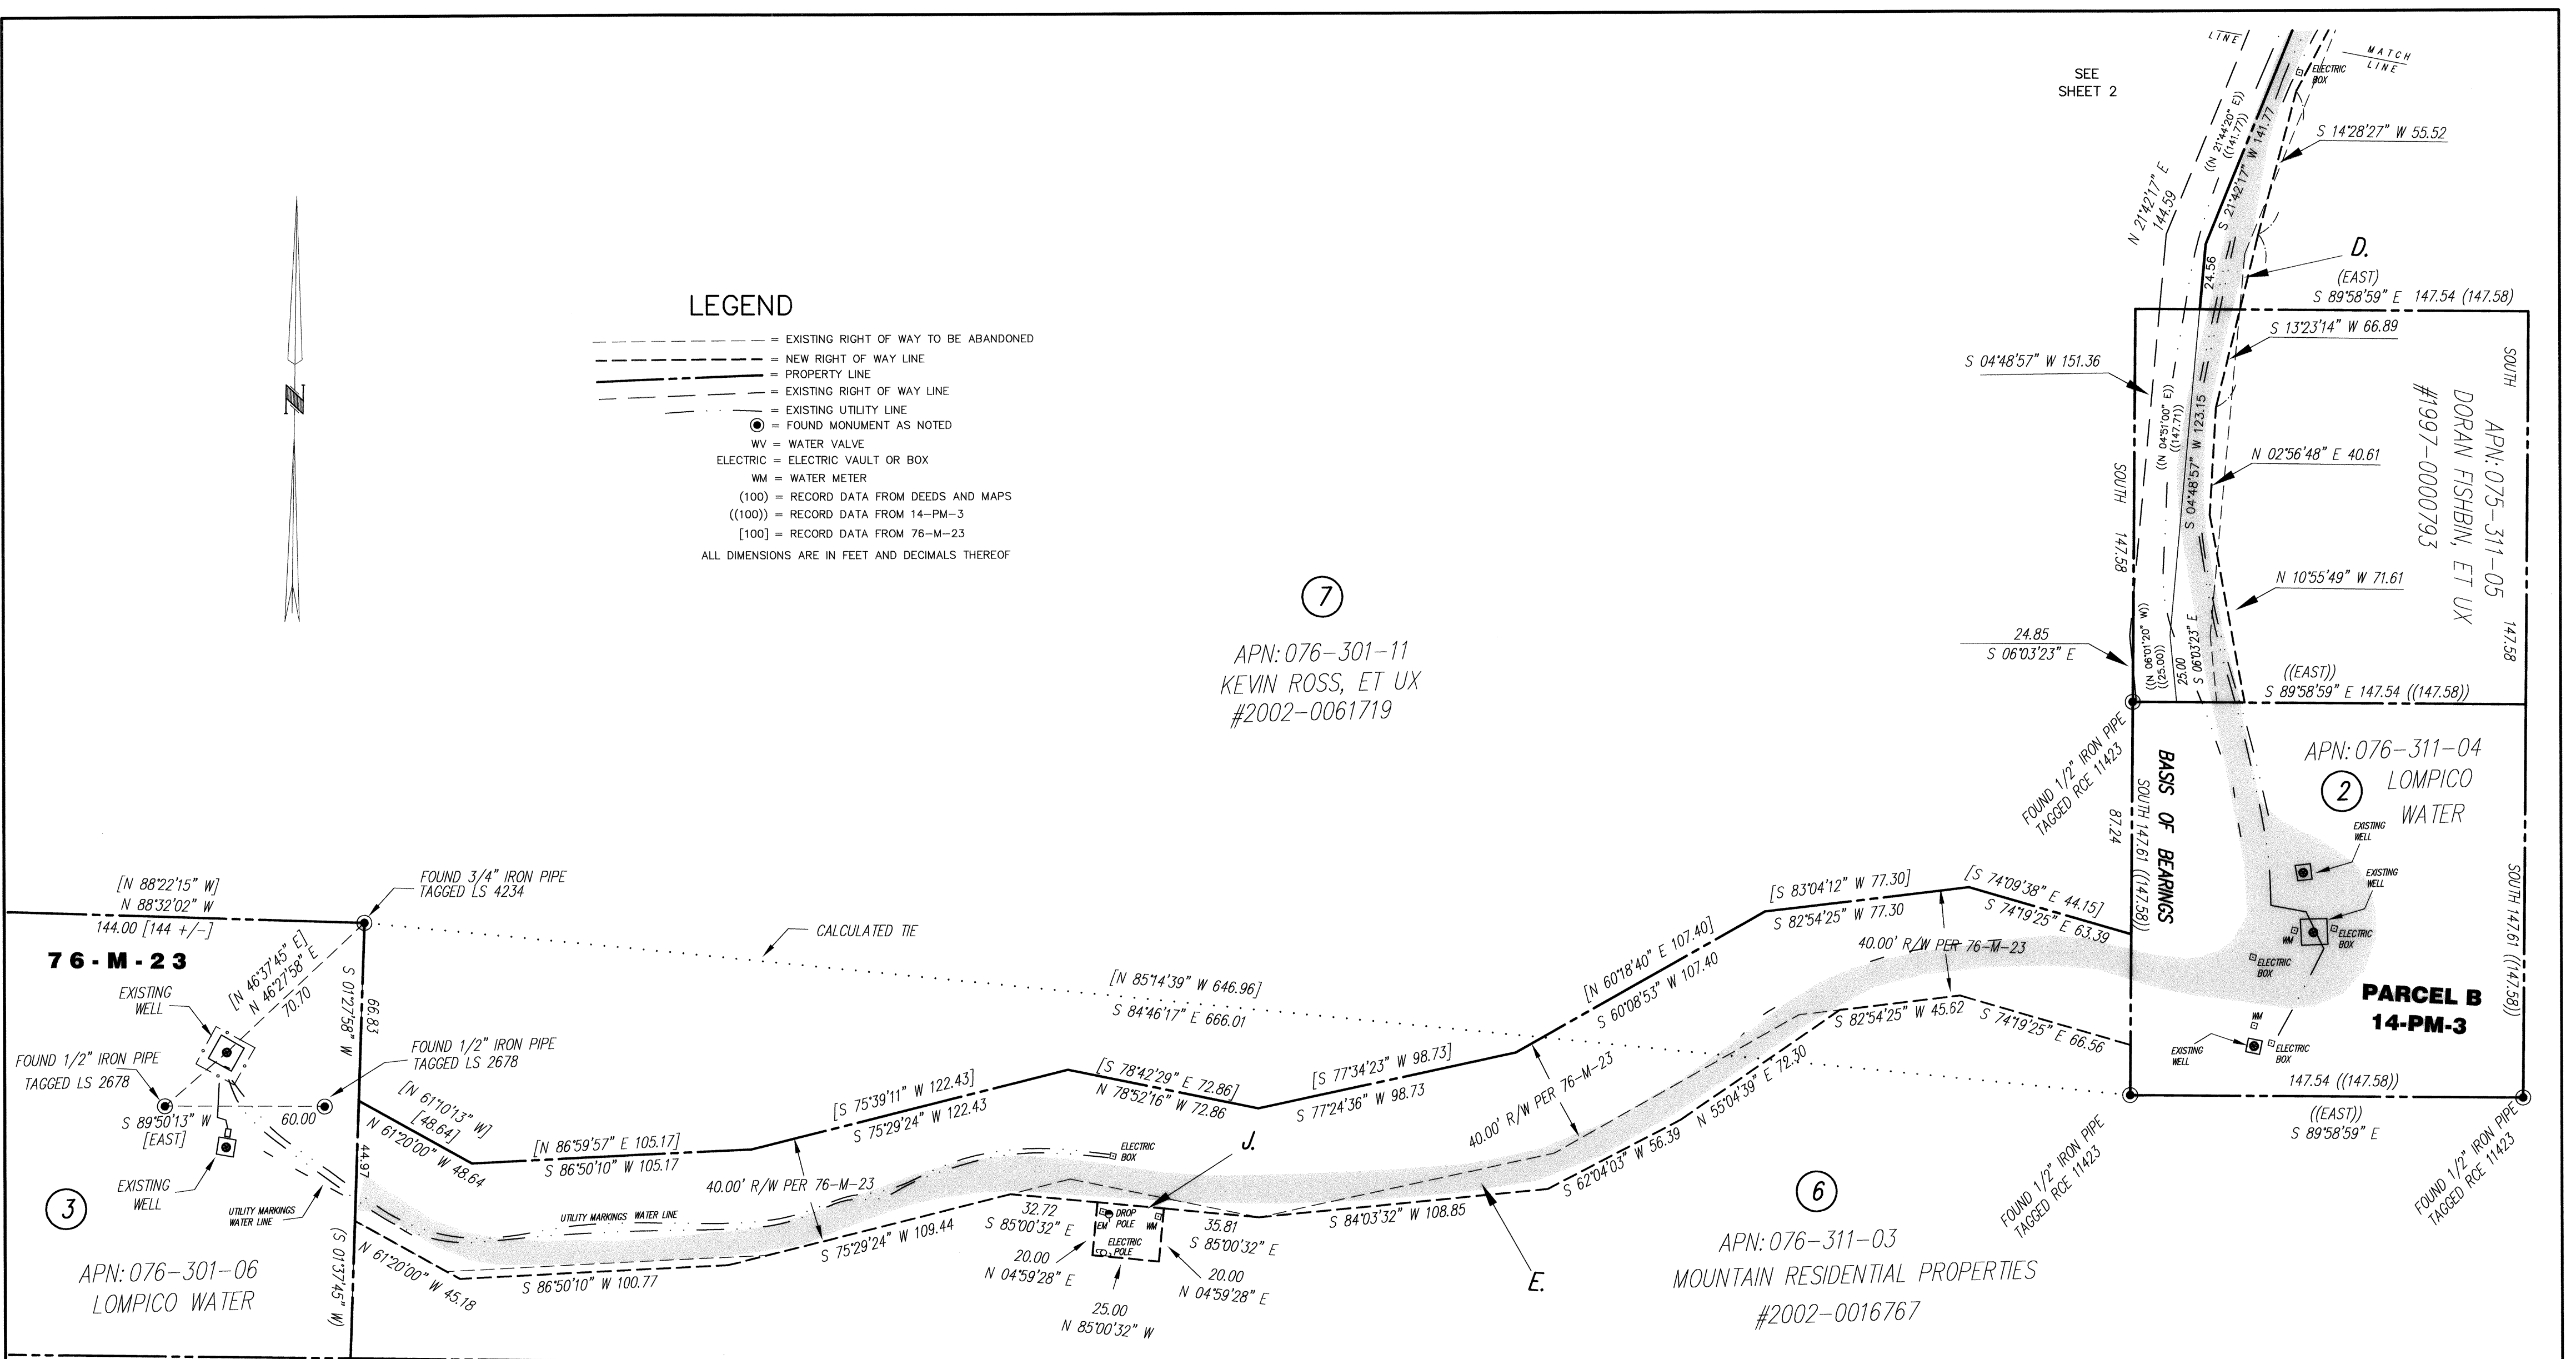 SEE
SHEET 2
LINE
MATCH
LINE
ELECTRIC
BOX
S 14°28'27" W 55.52
((N 21°44'20" E))
((141.77))
S 21°42'17" W 141.77
N 21°42'17" E
144.59
D.
(EAST)
S 89°58'59" E 147.54 (147.58)
24.56
S 13°23'14" W 66.89
S 04°48'57" W 151.36
((N 04°51'00" E))
((147.71))
S 04°48'57" W 123.15
N 02°56'48" E 40.61
SOUTH 147.58
SOUTH 147.58
APN: 075-311-05
DORAN FISHBIN, ET UX
#1997-0000793
N 10°55'49" W 71.61
24.85
S 06°03'23" E
((N 06°01'20" W))
((25.00))
25.00
S 06°03'23" E
((EAST))
S 89°58'59" E 147.54 ((147.58))
LEGEND
= EXISTING RIGHT OF WAY TO BE ABANDONED
= NEW RIGHT OF WAY LINE
= PROPERTY LINE
= EXISTING RIGHT OF WAY LINE
= EXISTING UTILITY LINE
= FOUND MONUMENT AS NOTED
WV = WATER VALVE
ELECTRIC = ELECTRIC VAULT OR BOX
WM = WATER METER
(100) = RECORD DATA FROM DEEDS AND MAPS
((100)) = RECORD DATA FROM 14-PM-3
[100] = RECORD DATA FROM 76-M-23
ALL DIMENSIONS ARE IN FEET AND DECIMALS THEREOF
N
7
APN: 076-301-11
KEVIN ROSS, ET UX
#2002-0061719
FOUND 1/2" IRON PIPE
TAGGED RCE 11423
BASIS OF BEARINGS
SOUTH 147.61 ((147.58))
87.24
APN: 076-311-04
2
LOMPICO
WATER
EXISTING
WELL
EXISTING
WELL
WM
ELECTRIC
BOX
ELECTRIC
BOX
SOUTH 147.61 ((147.58))
PARCEL B
14-PM-3
WM
ELECTRIC
BOX
EXISTING
WELL
147.54 ((147.58))
((EAST))
S 89°58'59" E
FOUND 1/2" IRON PIPE
TAGGED RCE 11423
FOUND 1/2" IRON PIPE
TAGGED RCE 11423
[N 88°22'15" W]
N 88°32'02" W
144.00 [144 +/-]
FOUND 3/4" IRON PIPE
TAGGED LS 4234
CALCULATED TIE
76-M-23
[N 46°37'45" E]
N 46°27'58" E
70.70
EXISTING
WELL
S 01°27'58" W
66.83
FOUND 1/2" IRON PIPE
TAGGED LS 2678
FOUND 1/2" IRON PIPE
TAGGED LS 2678
S 89°50'13" W
[EAST]
60.00
EXISTING
WELL
UTILITY MARKINGS
WATER LINE
44.97
(S 01°37'45" W)
3
APN: 076-301-06
LOMPICO WATER
[N 61°10'13" W]
[48.64]
N 61°20'00" W 48.64
[N 86°59'57" E 105.17]
S 86°50'10" W 105.17
[S 75°39'11" W 122.43]
S 75°29'24" W 122.43
[S 78°42'29" E 72.86]
N 78°52'16" W 72.86
[S 77°34'23" W 98.73]
S 77°24'36" W 98.73
[N 85°14'39" W 646.96]
S 84°46'17" E 666.01
[N 60°18'40" E 107.40]
S 60°08'53" W 107.40
[S 83°04'12" W 77.30]
S 82°54'25" W 77.30
[S 74°09'38" E 44.15]
S 74°19'25" E 63.39
40.00' R/W PER 76-M-23
40.00' R/W PER 76-M-23
40.00' R/W PER 76-M-23
UTILITY MARKINGS WATER LINE
ELECTRIC
BOX
J.
DROP
POLE
EM
WM
ELECTRIC
POLE
N 61°20'00" W 45.18
S 86°50'10" W 100.77
S 75°29'24" W 109.44
32.72
S 85°00'32" E
20.00
N 04°59'28" E
25.00
N 85°00'32" W
20.00
N 04°59'28" E
35.81
S 85°00'32" E
S 84°03'32" W 108.85
S 62°04'03" W 56.39
N 55°04'39" E 72.30
S 82°54'25" W 45.62
S 74°19'25" E 66.56
E.
6
APN: 076-311-03
MOUNTAIN RESIDENTIAL PROPERTIES
#2002-0016767